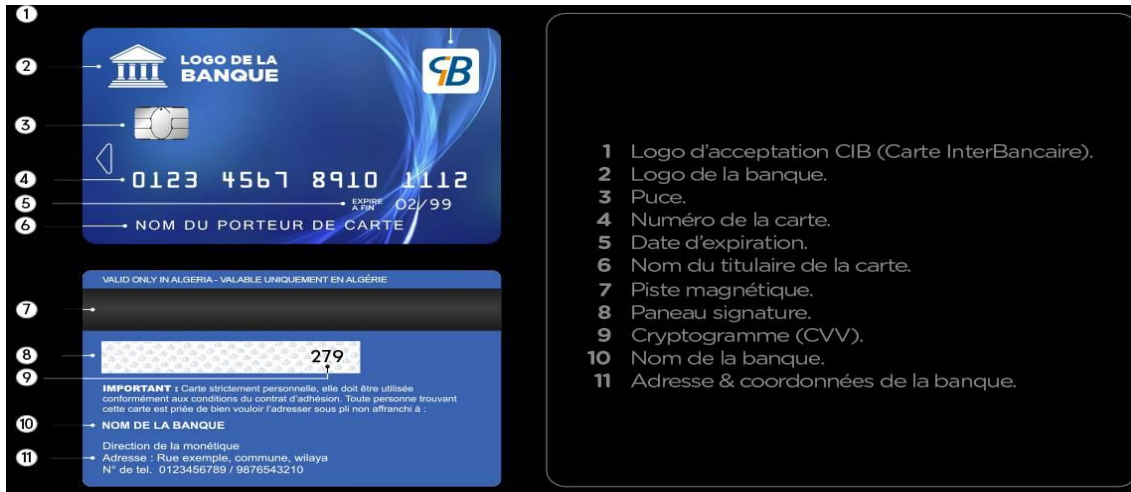 1
2
LOGO DE LA
BANQUE
CIB
3
4
0123 4567 8910 1112
5
EXPIRE
A FIN
02/99
6
NOM DU PORTEUR DE CARTE
VALID ONLY IN ALGERIA - VALABLE UNIQUEMENT EN ALGÉRIE
7
8
279
9
IMPORTANT : Carte strictement personnelle, elle doit être utilisée
conformément aux conditions du contrat d'adhésion. Toute personne trouvant
cette carte est priée de bien vouloir l'adresser sous pli non affranchi à :
10
NOM DE LA BANQUE
Direction de la monétique
11
Adresse : Rue exemple, commune, wilaya
N° de tel. 0123456789 / 9876543210
1 Logo d'acceptation CIB (Carte InterBancaire).
2 Logo de la banque.
3 Puce.
4 Numéro de la carte.
5 Date d'expiration.
6 Nom du titulaire de la carte.
7 Piste magnétique.
8 Paneau signature.
9 Cryptogramme (CVV).
10 Nom de la banque.
11 Adresse & coordonnées de la banque.